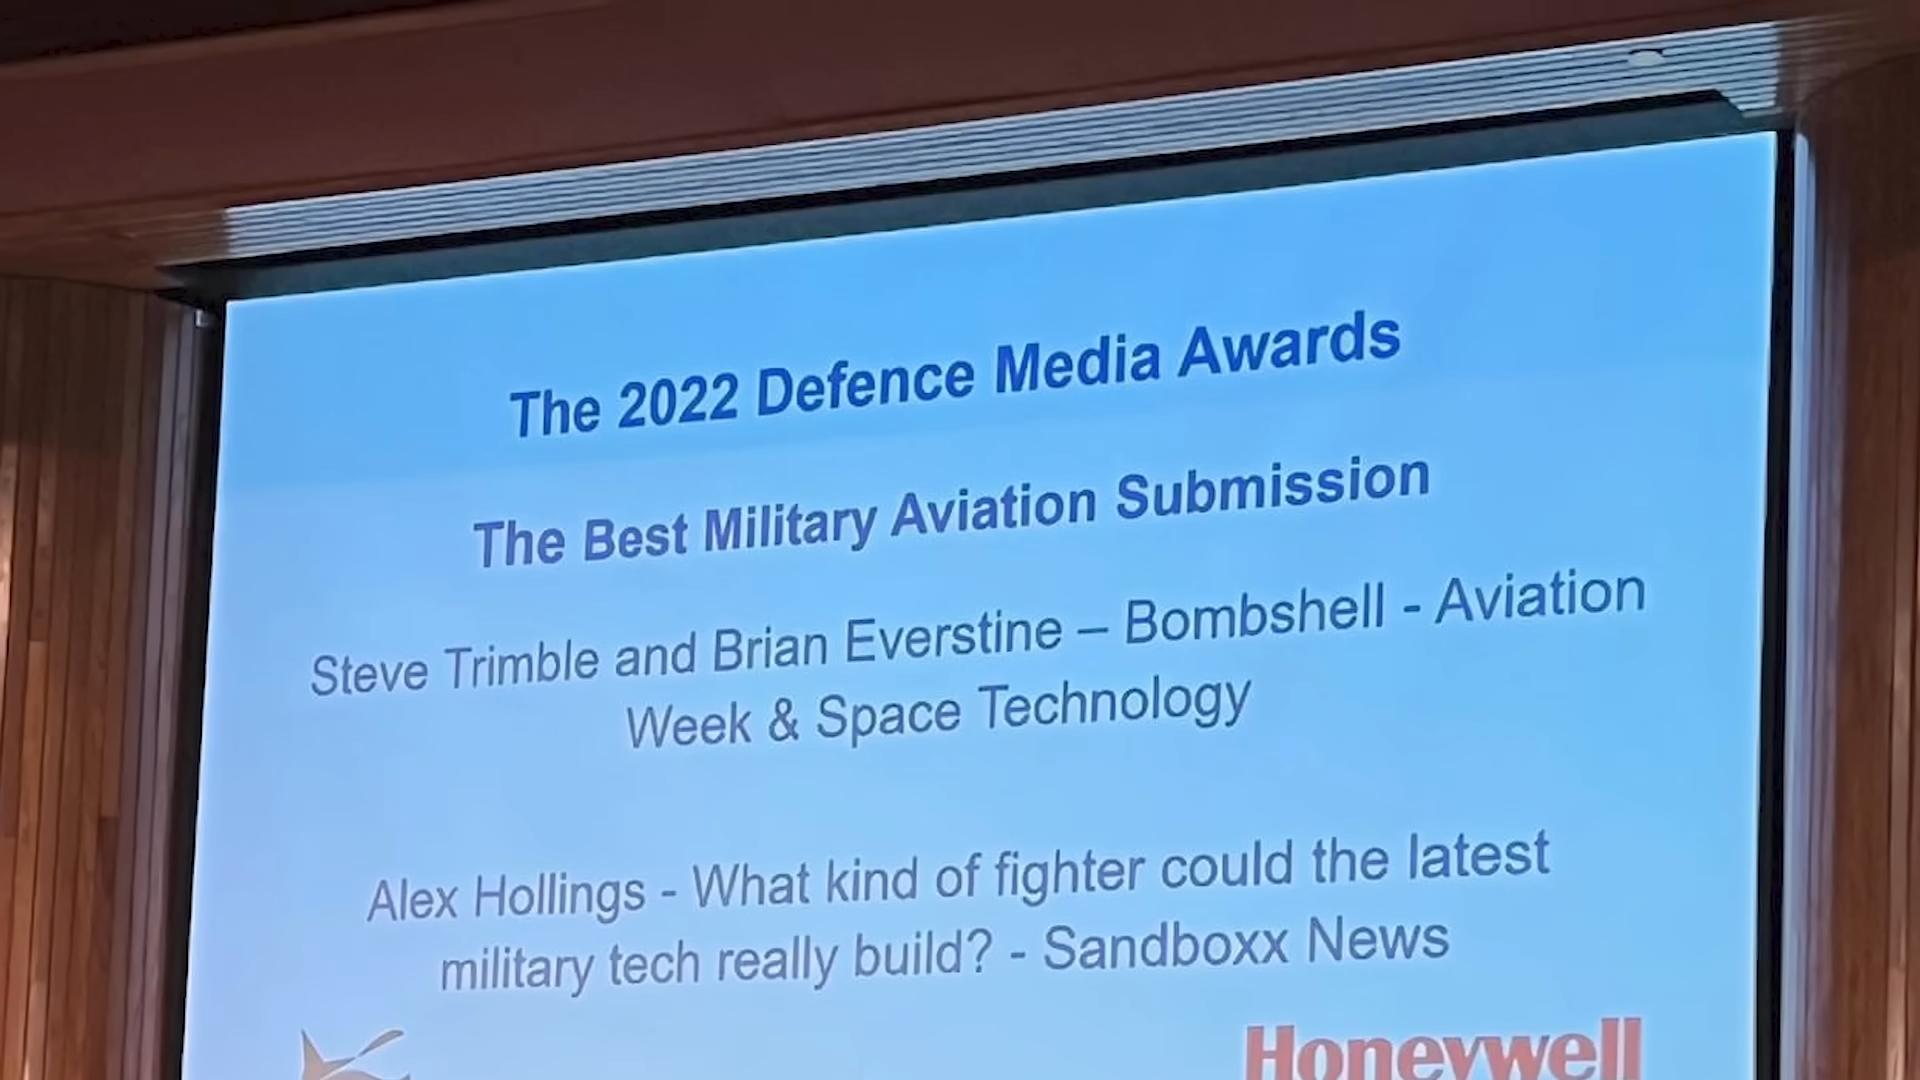 The 2022 Defence Media Awards
The Best Military Aviation Submission
Steve Trimble and Brian Everstine – Bombshell - Aviation
Week & Space Technology
Alex Hollings - What kind of fighter could the latest
military tech really build? - Sandboxx News
Honeywell